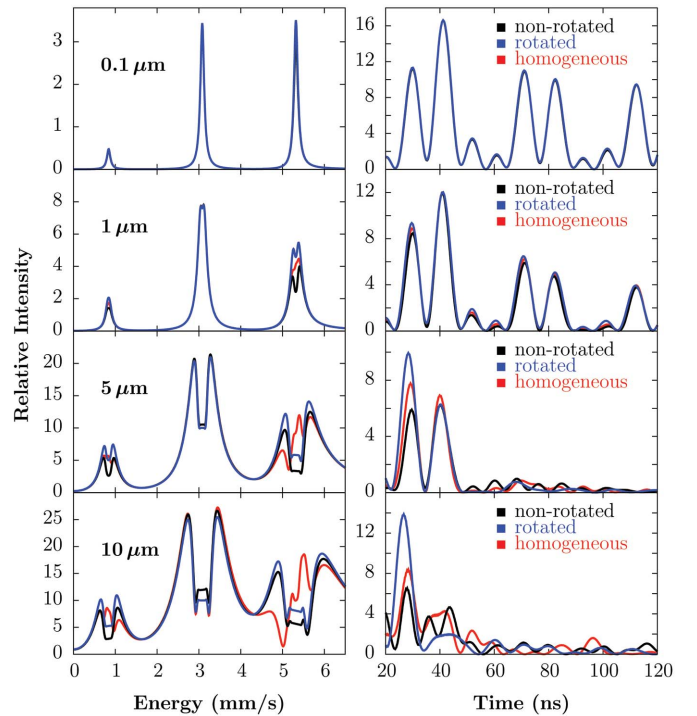 0.1 μm
3
2
1
0
16
12
8
4
0
non-rotated
rotated
homogeneous
1 μm
8
6
4
2
0
12
8
4
0
non-rotated
rotated
homogeneous
5 μm
20
15
10
5
0
10
8
6
4
2
0
non-rotated
rotated
homogeneous
10 μm
25
20
15
10
5
0
12
8
4
0
non-rotated
rotated
homogeneous
Relative Intensity
0 1 2 3 4 5 6
20 40 60 80 100 120
Energy (mm/s)
Time (ns)